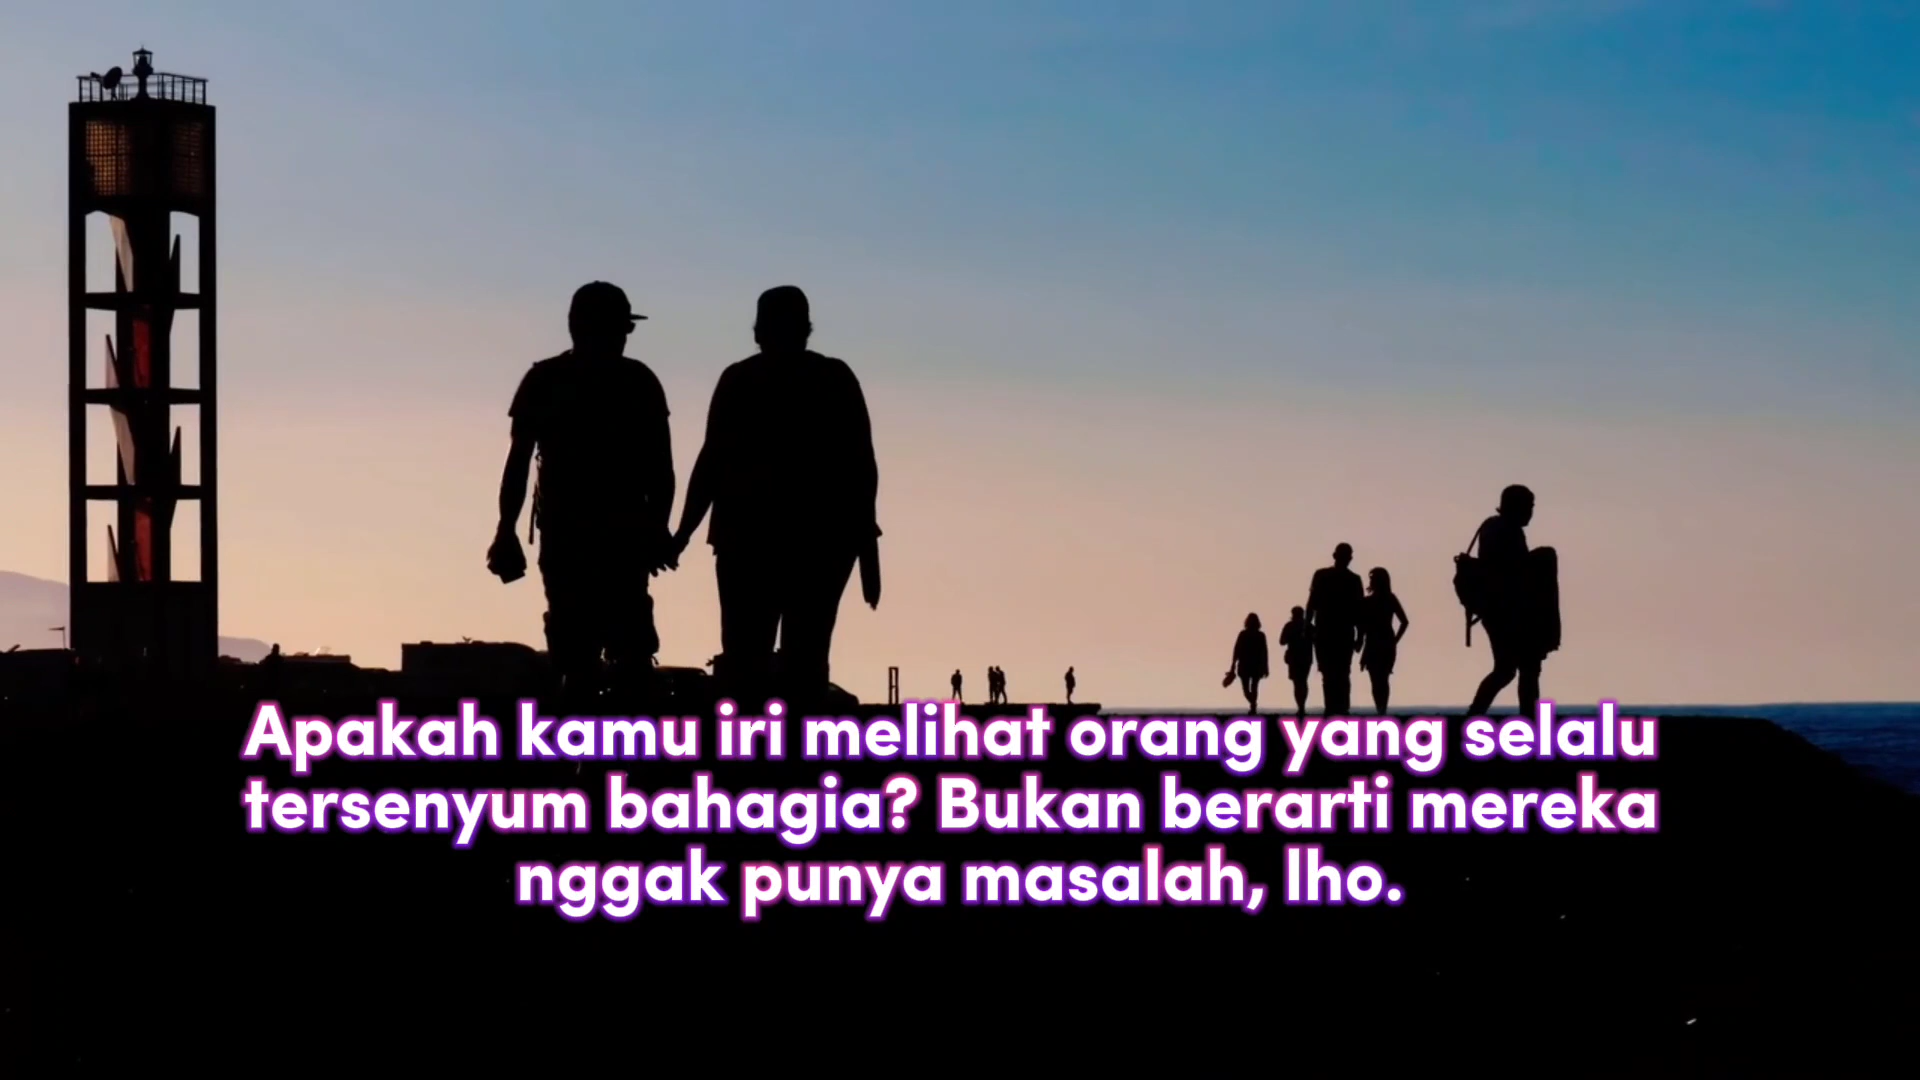 Apakah kamu iri melihat orang yang selalu
tersenyum bahagia? Bukan berarti mereka
nggak punya masalah, lho.